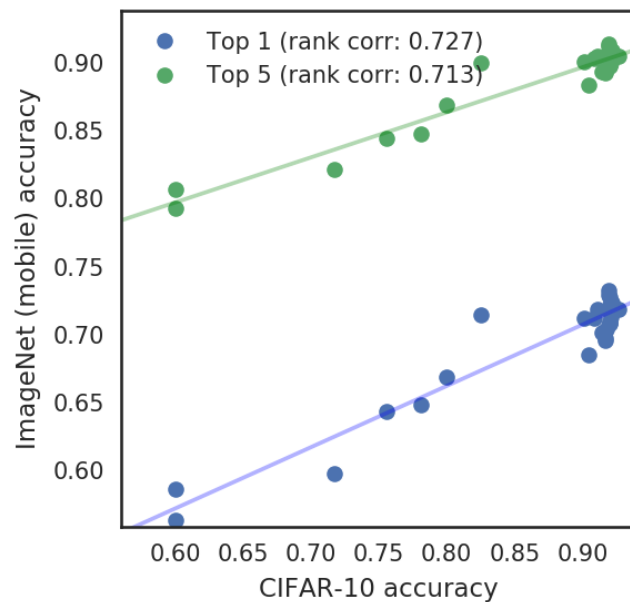 Top 1 (rank corr: 0.727)
Top 5 (rank corr: 0.713)
0.90
0.85
0.80
0.75
0.70
0.65
0.60
ImageNet (mobile) accuracy
0.60 0.65 0.70 0.75 0.80 0.85 0.90
CIFAR-10 accuracy